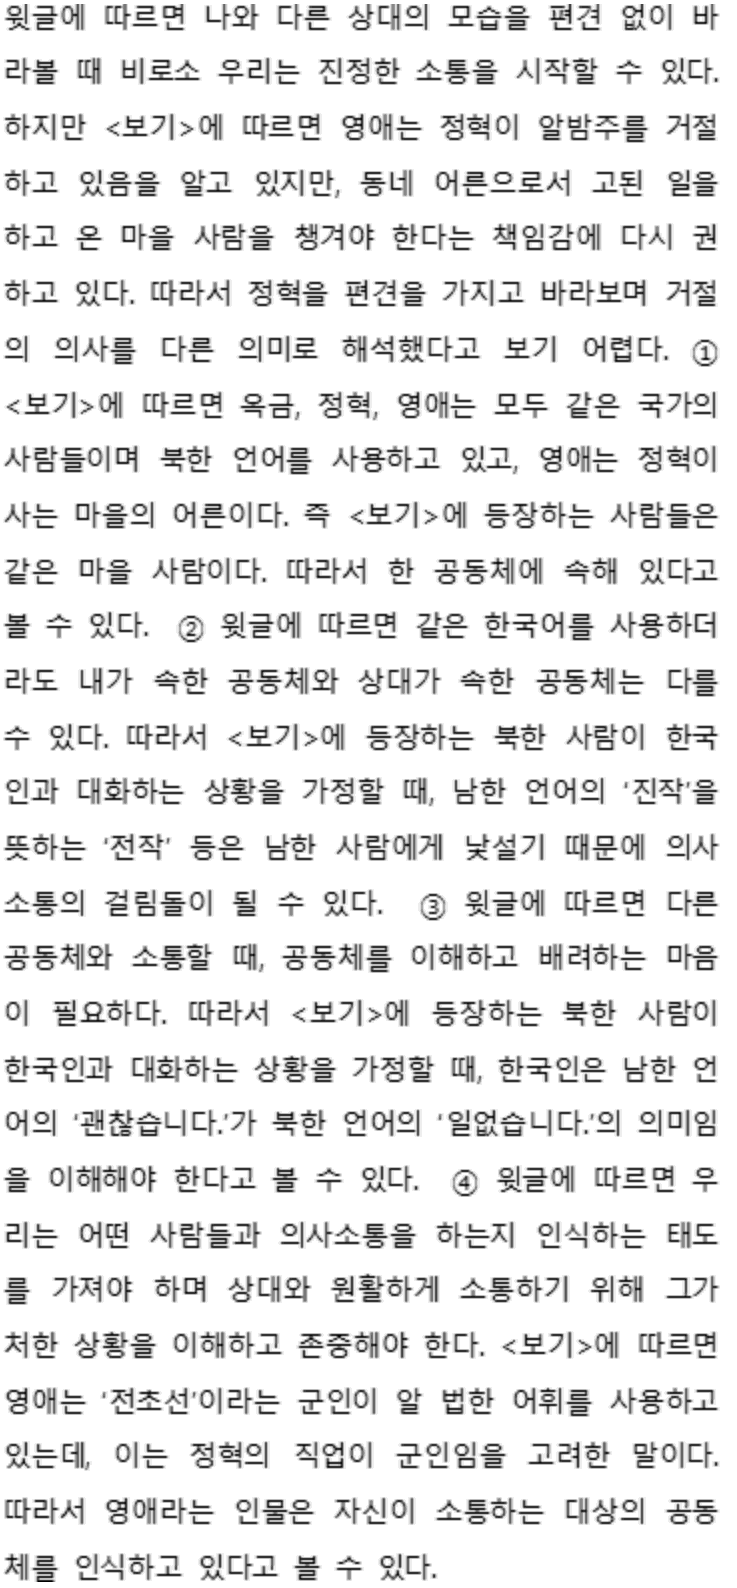 윗글에 따르면 나와 다른 상대의 모습을 편견 없이 바
라볼 때 비로소 우리는 진정한 소통을 시작할 수 있다.
하지만 <보기>에 따르면 영애는 정혁이 알밤주를 거절
하고 있음을 알고 있지만, 동네 어른으로서 고된 일을
하고 온 마을 사람을 챙겨야 한다는 책임감에 다시 권
하고 있다. 따라서 정혁을 편견을 가지고 바라보며 거절
의 의사를 다른 의미로 해석했다고 보기 어렵다. ①
<보기>에 따르면 옥금, 정혁, 영애는 모두 같은 국가의
사람들이며 북한 언어를 사용하고 있고, 영애는 정혁이
사는 마을의 어른이다. 즉 <보기>에 등장하는 사람들은
같은 마을 사람이다. 따라서 한 공동체에 속해 있다고
볼 수 있다. ② 윗글에 따르면 같은 한국어를 사용하더
라도 내가 속한 공동체와 상대가 속한 공동체는 다를
수 있다. 따라서 <보기>에 등장하는 북한 사람이 한국
인과 대화하는 상황을 가정할 때, 남한 언어의 ‘진작’을
뜻하는 ‘전작’ 등은 남한 사람에게 낯설기 때문에 의사
소통의 걸림돌이 될 수 있다. ③ 윗글에 따르면 다른
공동체와 소통할 때, 공동체를 이해하고 배려하는 마음
이 필요하다. 따라서 <보기>에 등장하는 북한 사람이
한국인과 대화하는 상황을 가정할 때, 한국인은 남한 언
어의 ‘괜찮습니다.’가 북한 언어의 ‘일없습니다.’의 의미임
을 이해해야 한다고 볼 수 있다. ④ 윗글에 따르면 우
리는 어떤 사람들과 의사소통을 하는지 인식하는 태도
를 가져야 하며 상대와 원활하게 소통하기 위해 그가
처한 상황을 이해하고 존중해야 한다. <보기>에 따르면
영애는 ‘전초선’이라는 군인이 알 법한 어휘를 사용하고
있는데, 이는 정혁의 직업이 군인임을 고려한 말이다.
따라서 영애라는 인물은 자신이 소통하는 대상의 공동
체를 인식하고 있다고 볼 수 있다.